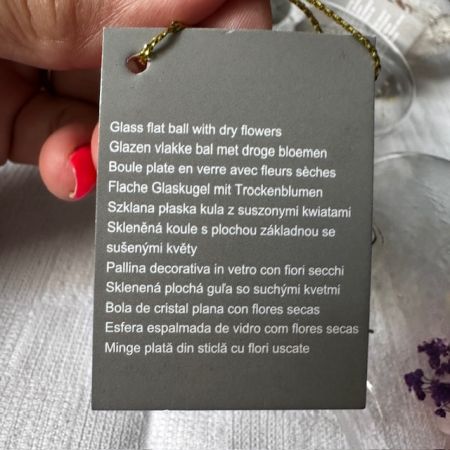 Glass flat ball with dry flowers
Glazen vlakke bal met droge bloemen
Boule plate en verre avec fleurs sèches
Flache Glaskugel mit Trockenblumen
Szklana płaska kula z suszonymi kwiatami
Skleněná koule s plochou základnou se
sušenými květy
Pallina decorativa in vetro con fiori secchi
Sklenená plochá guľa so suchými kvetmi
Bola de cristal plana con flores secas
Esfera espalmada de vidro com flores secas
Minge plată din sticlă cu flori uscate